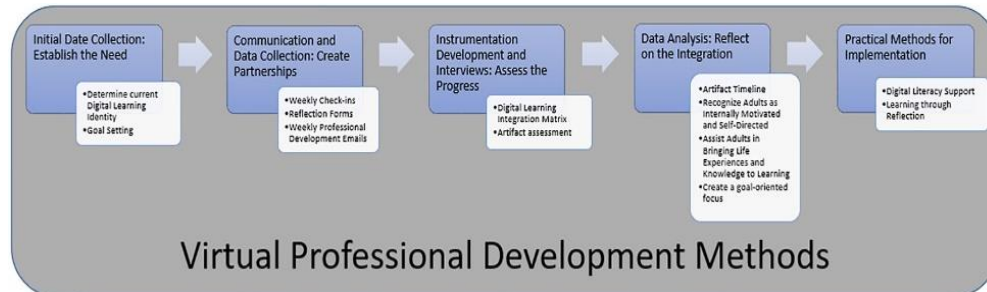 Initial Date Collection:
Establish the Need
•Determine current
Digital Learning
Identity
•Goal Setting
Communication and
Data Collection: Create
Partnerships
•Weekly Check-ins
•Reflection Forms
•Weekly Professional
Development Emails
Instrumentation
Development and
Interviews: Assess the
Progress
•Digital Learning
Integration Matrix
•Artifact assessment
Data Analysis: Reflect
on the Integration
•Artifact Timeline
•Recognize Adults as
Internally Motivated
and Self-Directed
•Assist Adults in
Bringing Life
Experiences and
Knowledge to Learning
•Create a goal-oriented
focus
Practical Methods for
Implementation
•Digital Literacy Support
•Learning through
Reflection
Virtual Professional Development Methods